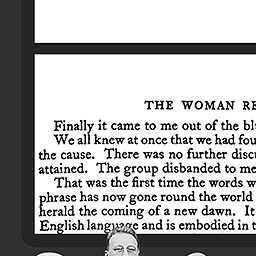 THE WOMAN RE
Finally it came to me out of the bl
We all knew at once that we had fou
the cause. There was no further discu
attained. The group disbanded to me
That was the first time the words w
phrase has now gone round the world
herald the coming of a new dawn. It
English language and is embodied in t